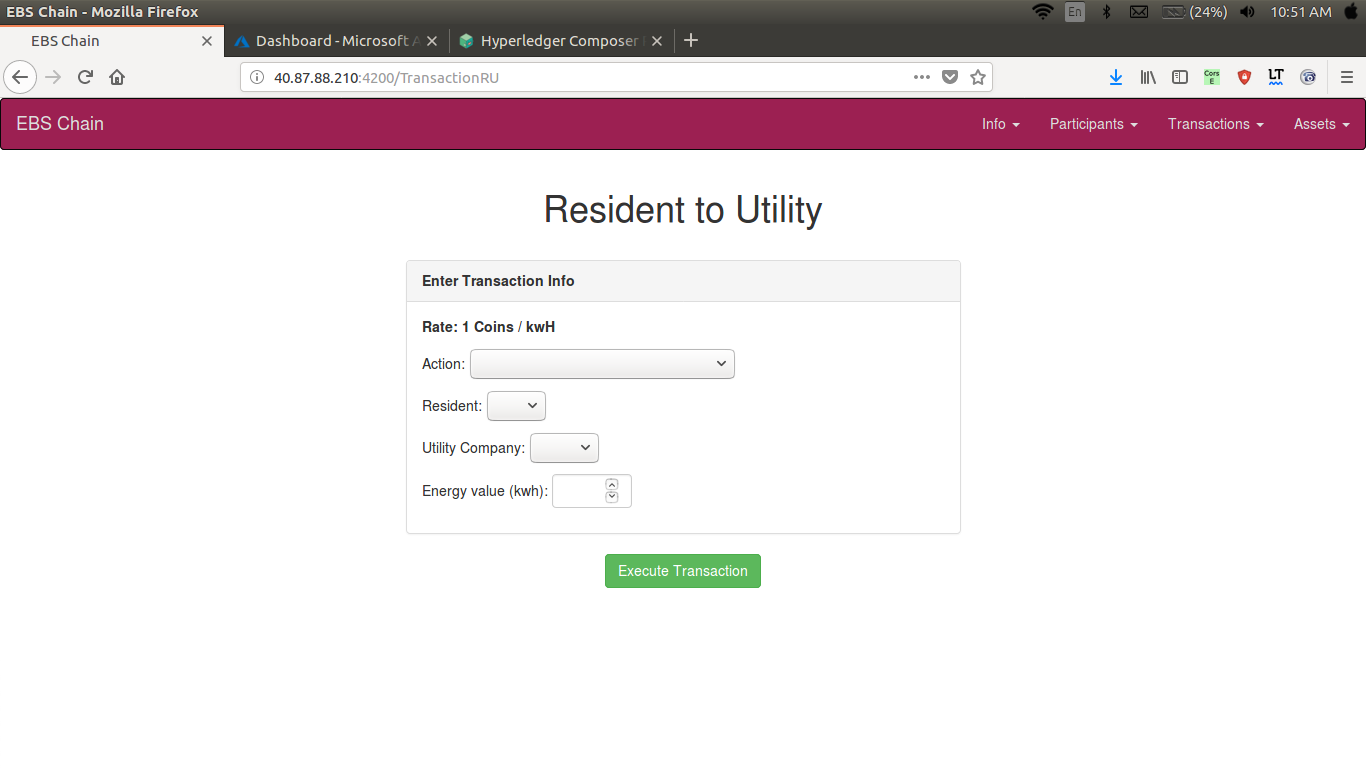 EBS Chain - Mozilla Firefox
En
(24%)
10:51 AM
EBS Chain
Dashboard - Microsoft A
Hyperledger Composer
40.87.88.210:4200/TransactionRU
Cors
E
LT
EBS Chain
Info
Participants
Transactions
Assets
Resident to Utility
Enter Transaction Info
Rate: 1 Coins / kwH
Action:
Resident:
Utility Company:
Energy value (kwh):
Execute Transaction